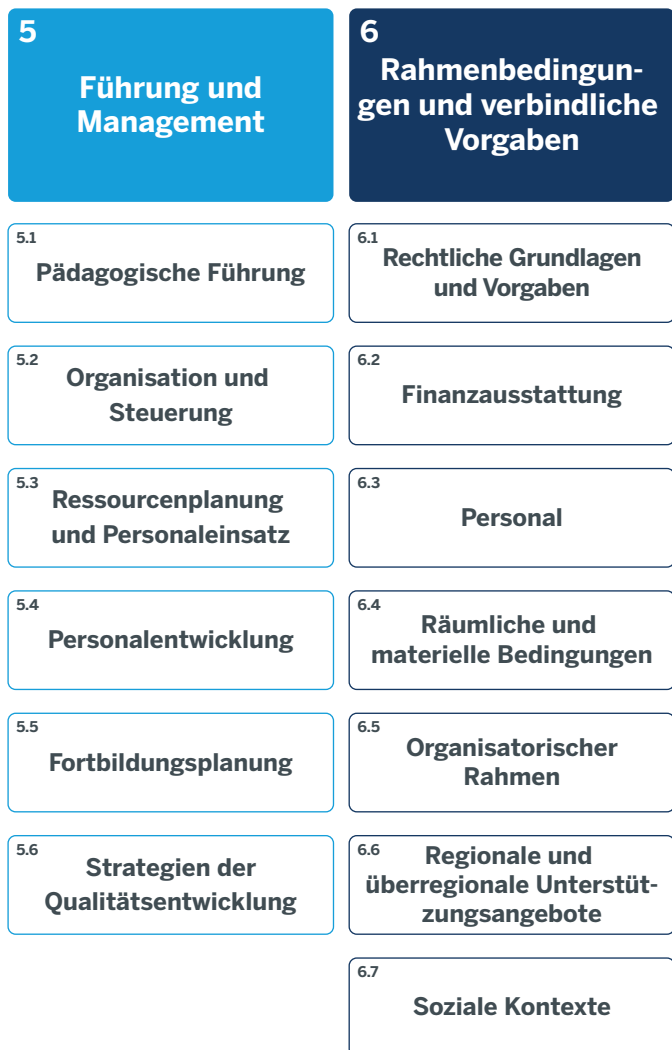 5
Führung und
Management
5.1
Pädagogische Führung
5.2
Organisation und
Steuerung
5.3
Ressourcenplanung
und Personaleinsatz
5.4
Personalentwicklung
5.5
Fortbildungsplanung
5.6
Strategien der
Qualitätsentwicklung
6
Rahmenbedingun-
gen und verbindliche
Vorgaben
6.1
Rechtliche Grundlagen
und Vorgaben
6.2
Finanzausstattung
6.3
Personal
6.4
Räumliche und
materielle Bedingungen
6.5
Organisatorischer
Rahmen
6.6
Regionale und
überregionale Unterstüt-
zungsangebote
6.7
Soziale Kontexte